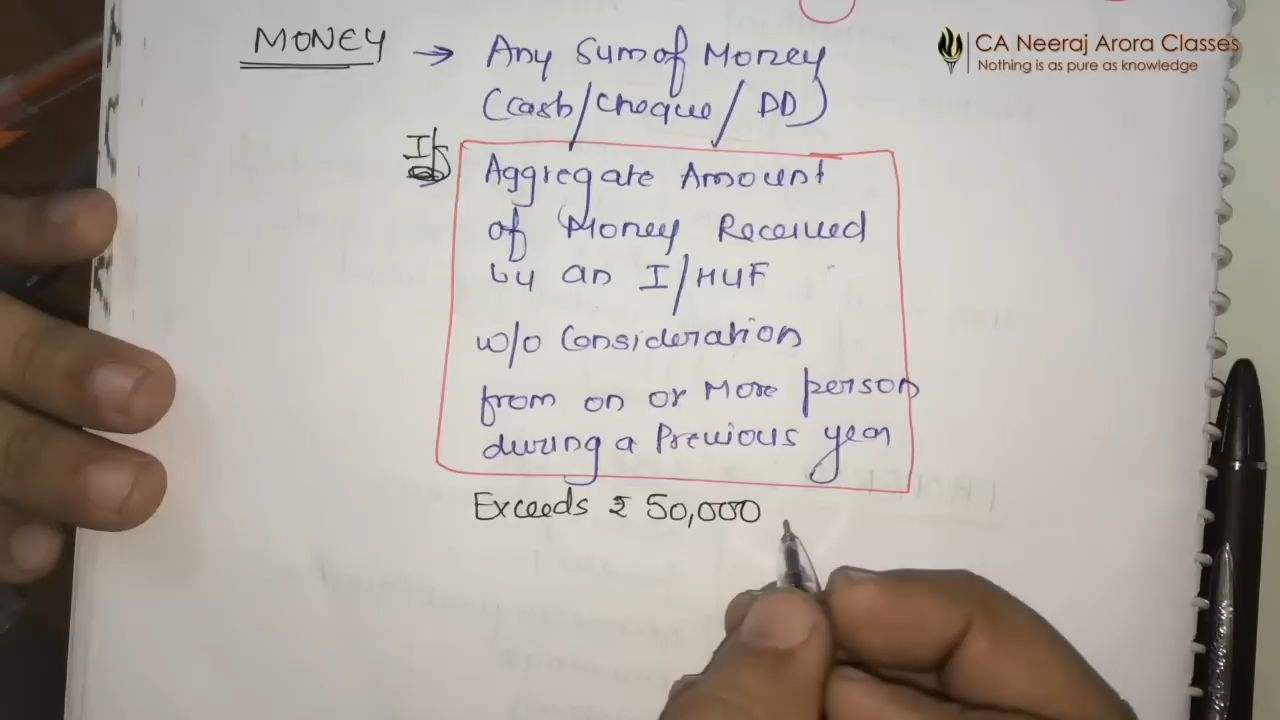 MONEY → Any Sum of Money
(cash/cheque/DD)
If
Aggregate Amount
of Money Received
by an I/HUF
w/o Consideration
from on or More person
during a Previous year
Exceeds ₹ 50,000
CA Neeraj Arora Classes
Nothing is as pure as knowledge